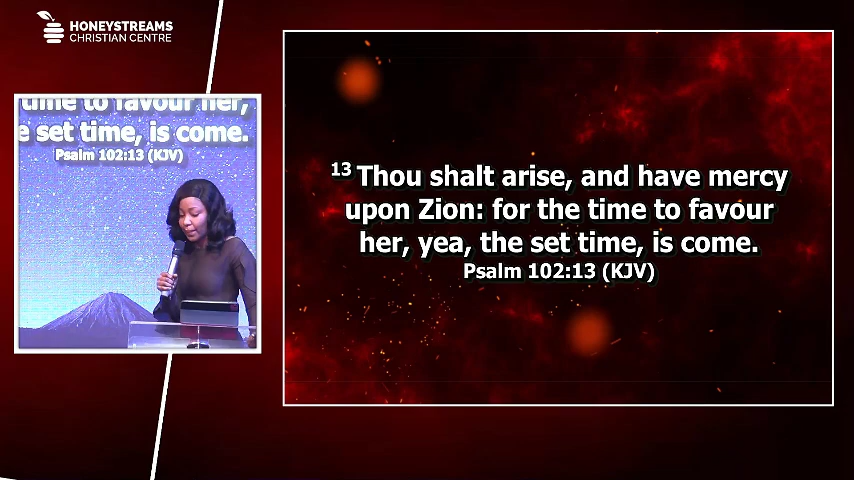 HONEYSTREAMS
CHRISTIAN CENTRE
time to favour her,
e set time, is come.
Psalm 102:13 (KJV)
13 Thou shalt arise, and have mercy
upon Zion: for the time to favour
her, yea, the set time, is come.
Psalm 102:13 (KJV)